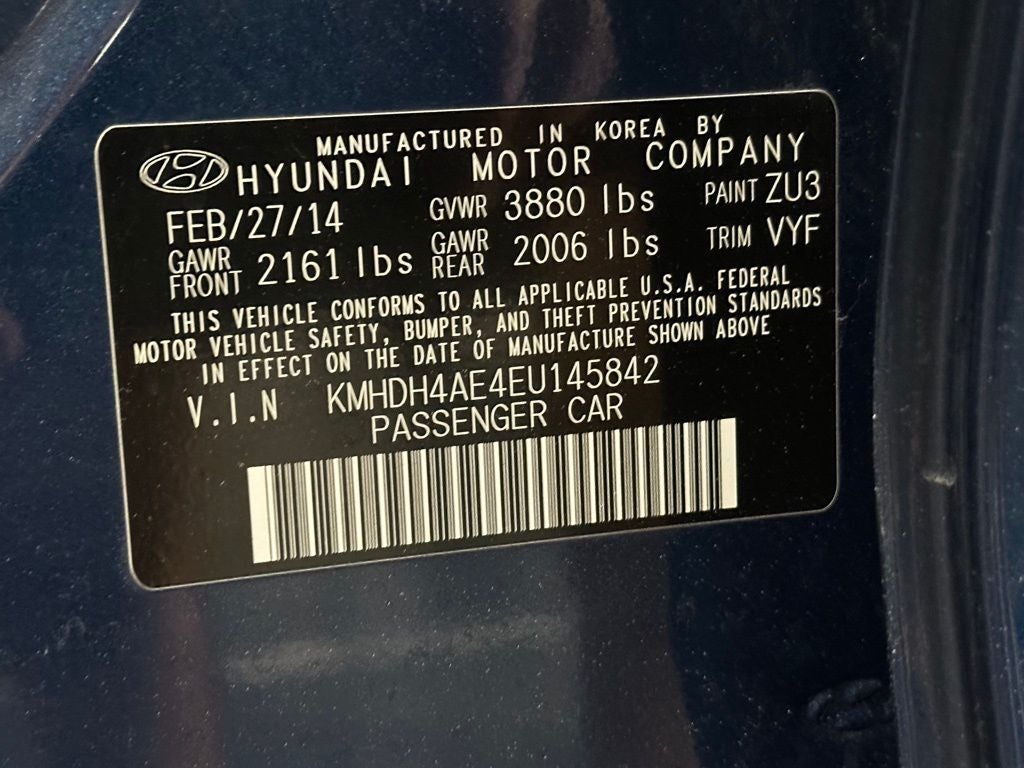 MANUFACTURED IN KOREA BY
HYUNDAI MOTOR COMPANY
FEB/27/14 GVWR 3880 lbs PAINT ZU3
GAWR FRONT 2161 lbs GAWR REAR 2006 lbs TRIM VYF
THIS VEHICLE CONFORMS TO ALL APPLICABLE U.S.A. FEDERAL
MOTOR VEHICLE SAFETY, BUMPER, AND THEFT PREVENTION STANDARDS
IN EFFECT ON THE DATE OF MANUFACTURE SHOWN ABOVE
V.I.N KMHDH4AE4EU145842
PASSENGER CAR